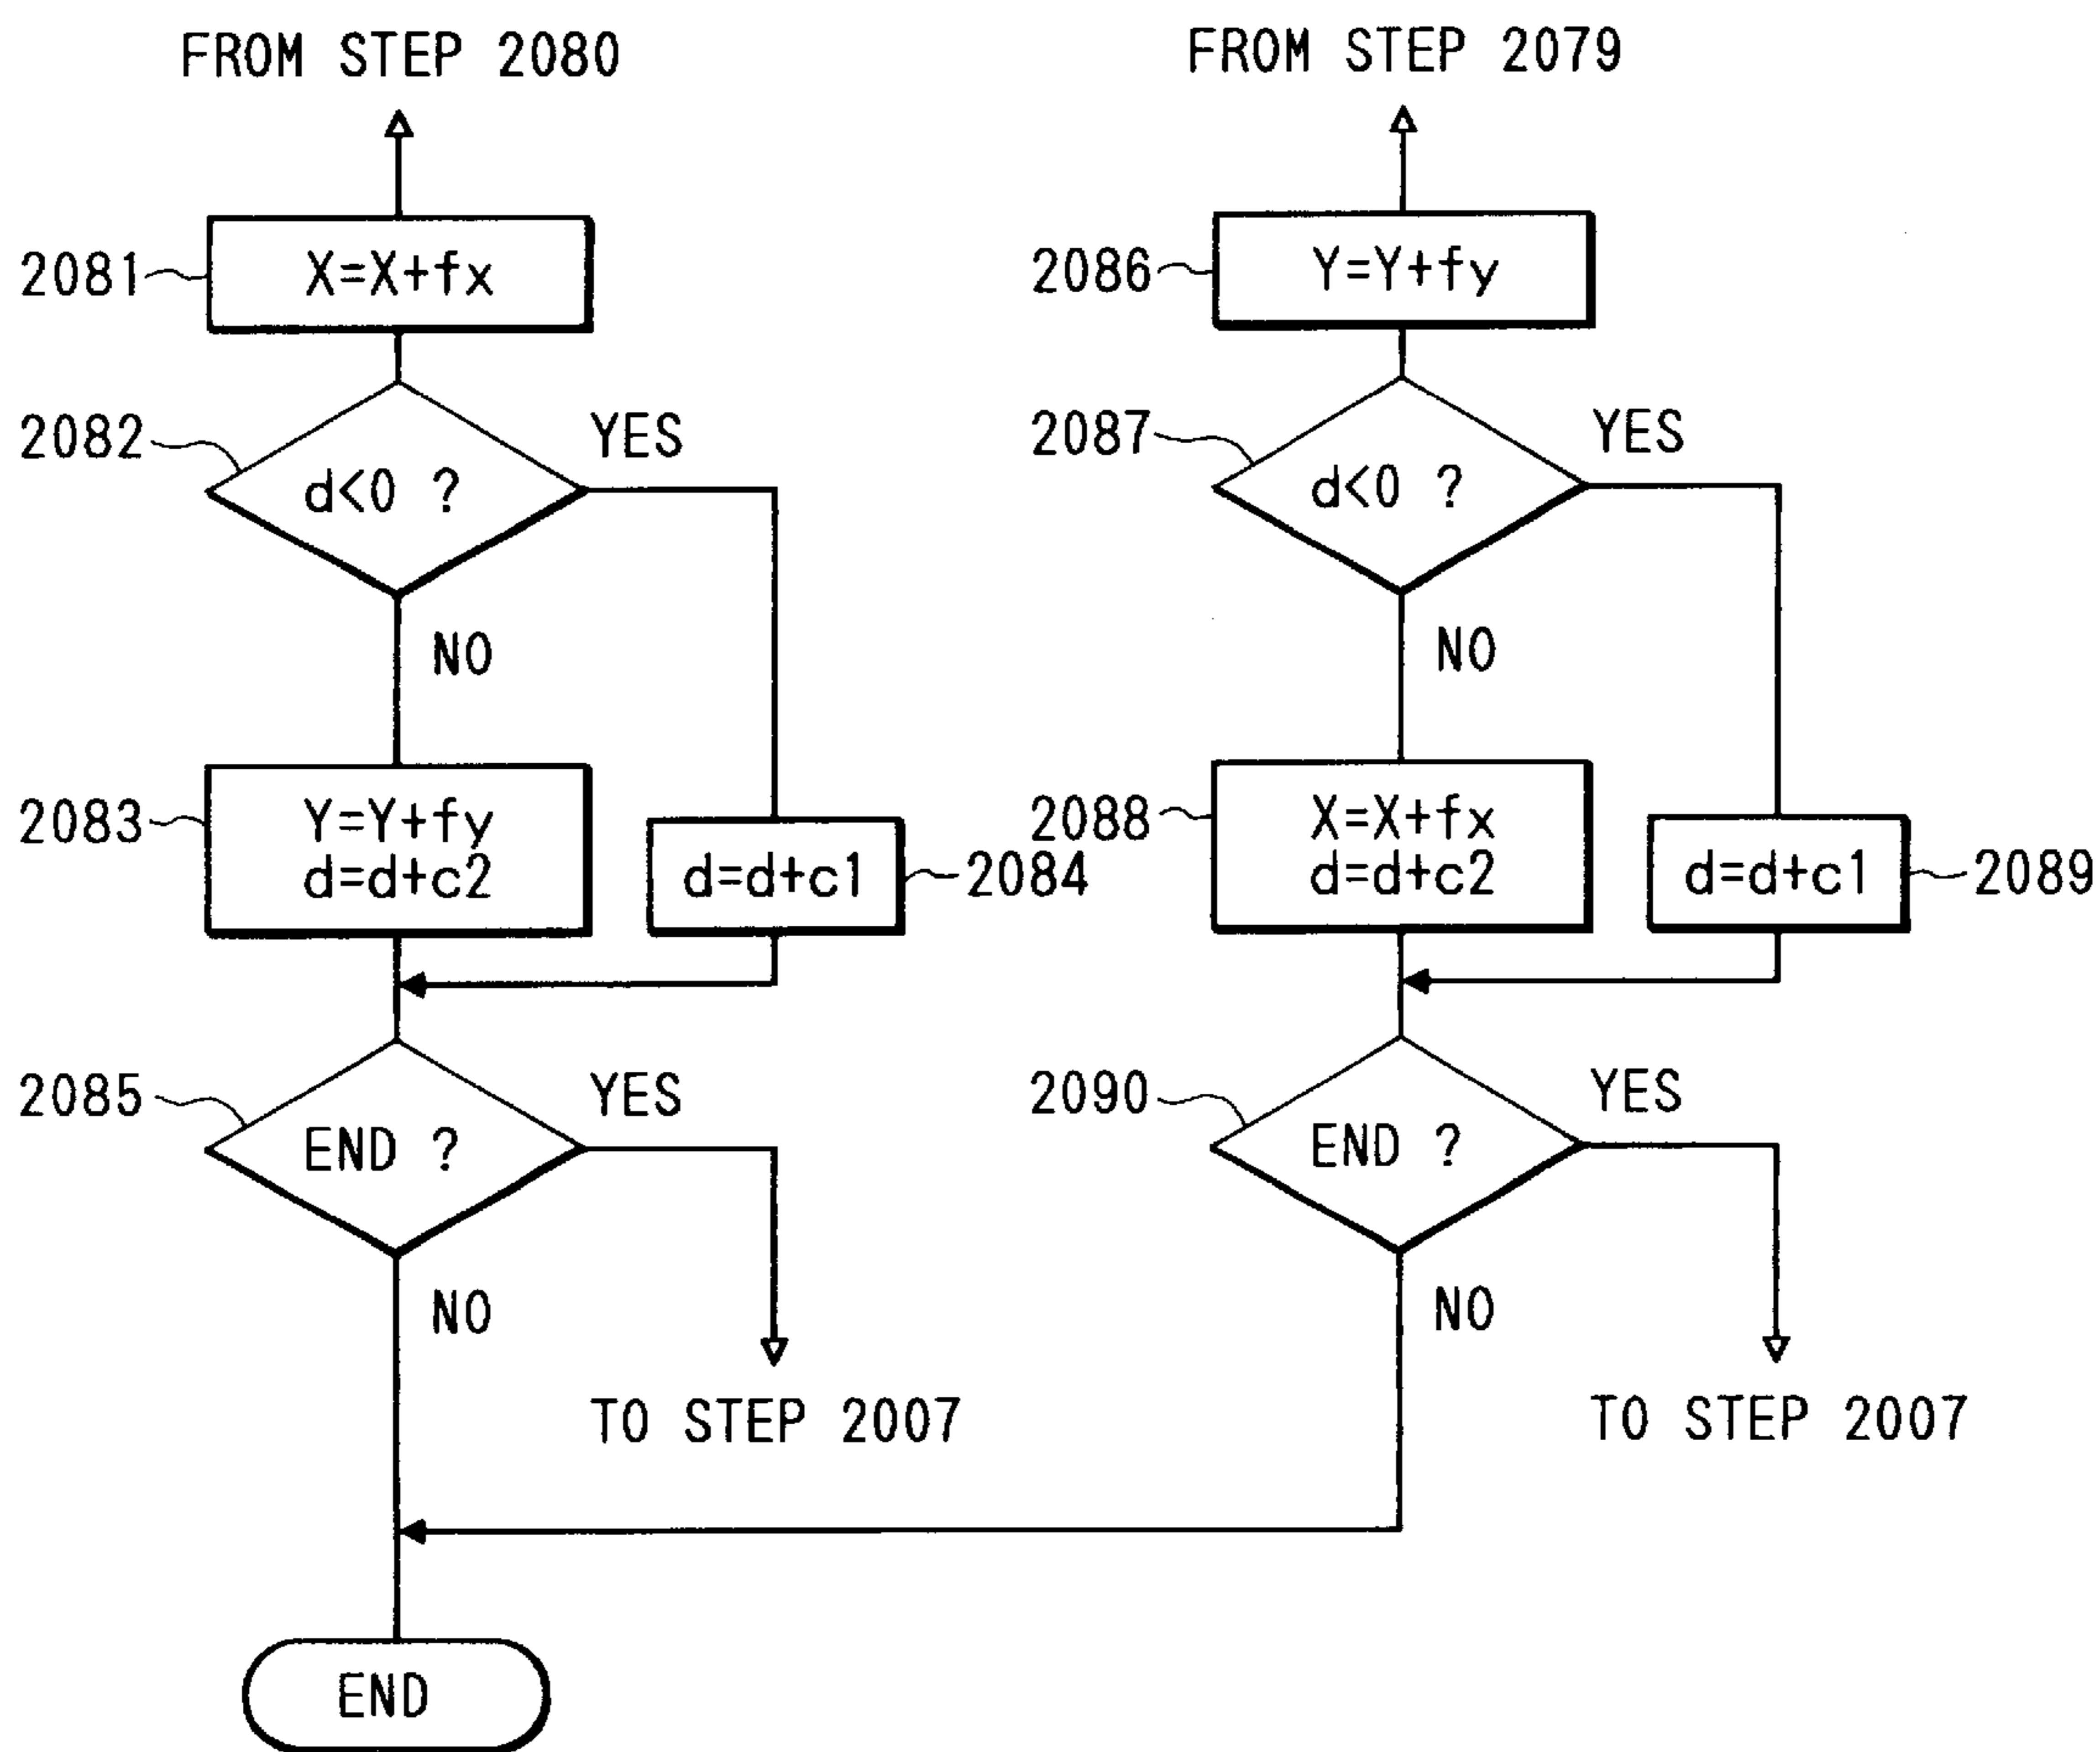 FROM STEP 2080
2081
X=X+fx
2082
d<0 ?
YES
NO
2083
Y=Y+fy
d=d+c2
d=d+c1
2084
2085
END ?
YES
NO
TO STEP 2007
END
FROM STEP 2079
2086
Y=Y+fy
2087
d<0 ?
YES
NO
2088
X=X+fx
d=d+c2
d=d+c1
2089
2090
END ?
YES
NO
TO STEP 2007